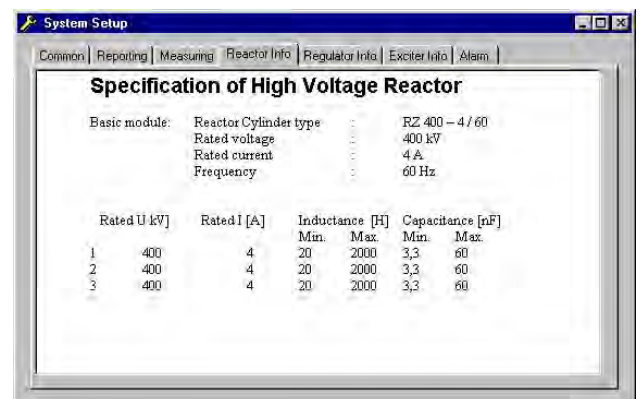 System Setup
Common Reporting Measuring Reactor Info Regulator Info Exciter Info Alarm
Specification of High Voltage Reactor
Basic module: Reactor Cylinder type : RZ 400 – 4 / 60
Rated voltage : 400 kV
Rated current : 4 A
Frequency : 60 Hz
Rated U kV] Rated I [A] Inductance [H] Capacitance [nF]
Min. Max. Min. Max.
1 400 4 20 2000 3,3 60
2 400 4 20 2000 3,3 60
3 400 4 20 2000 3,3 60